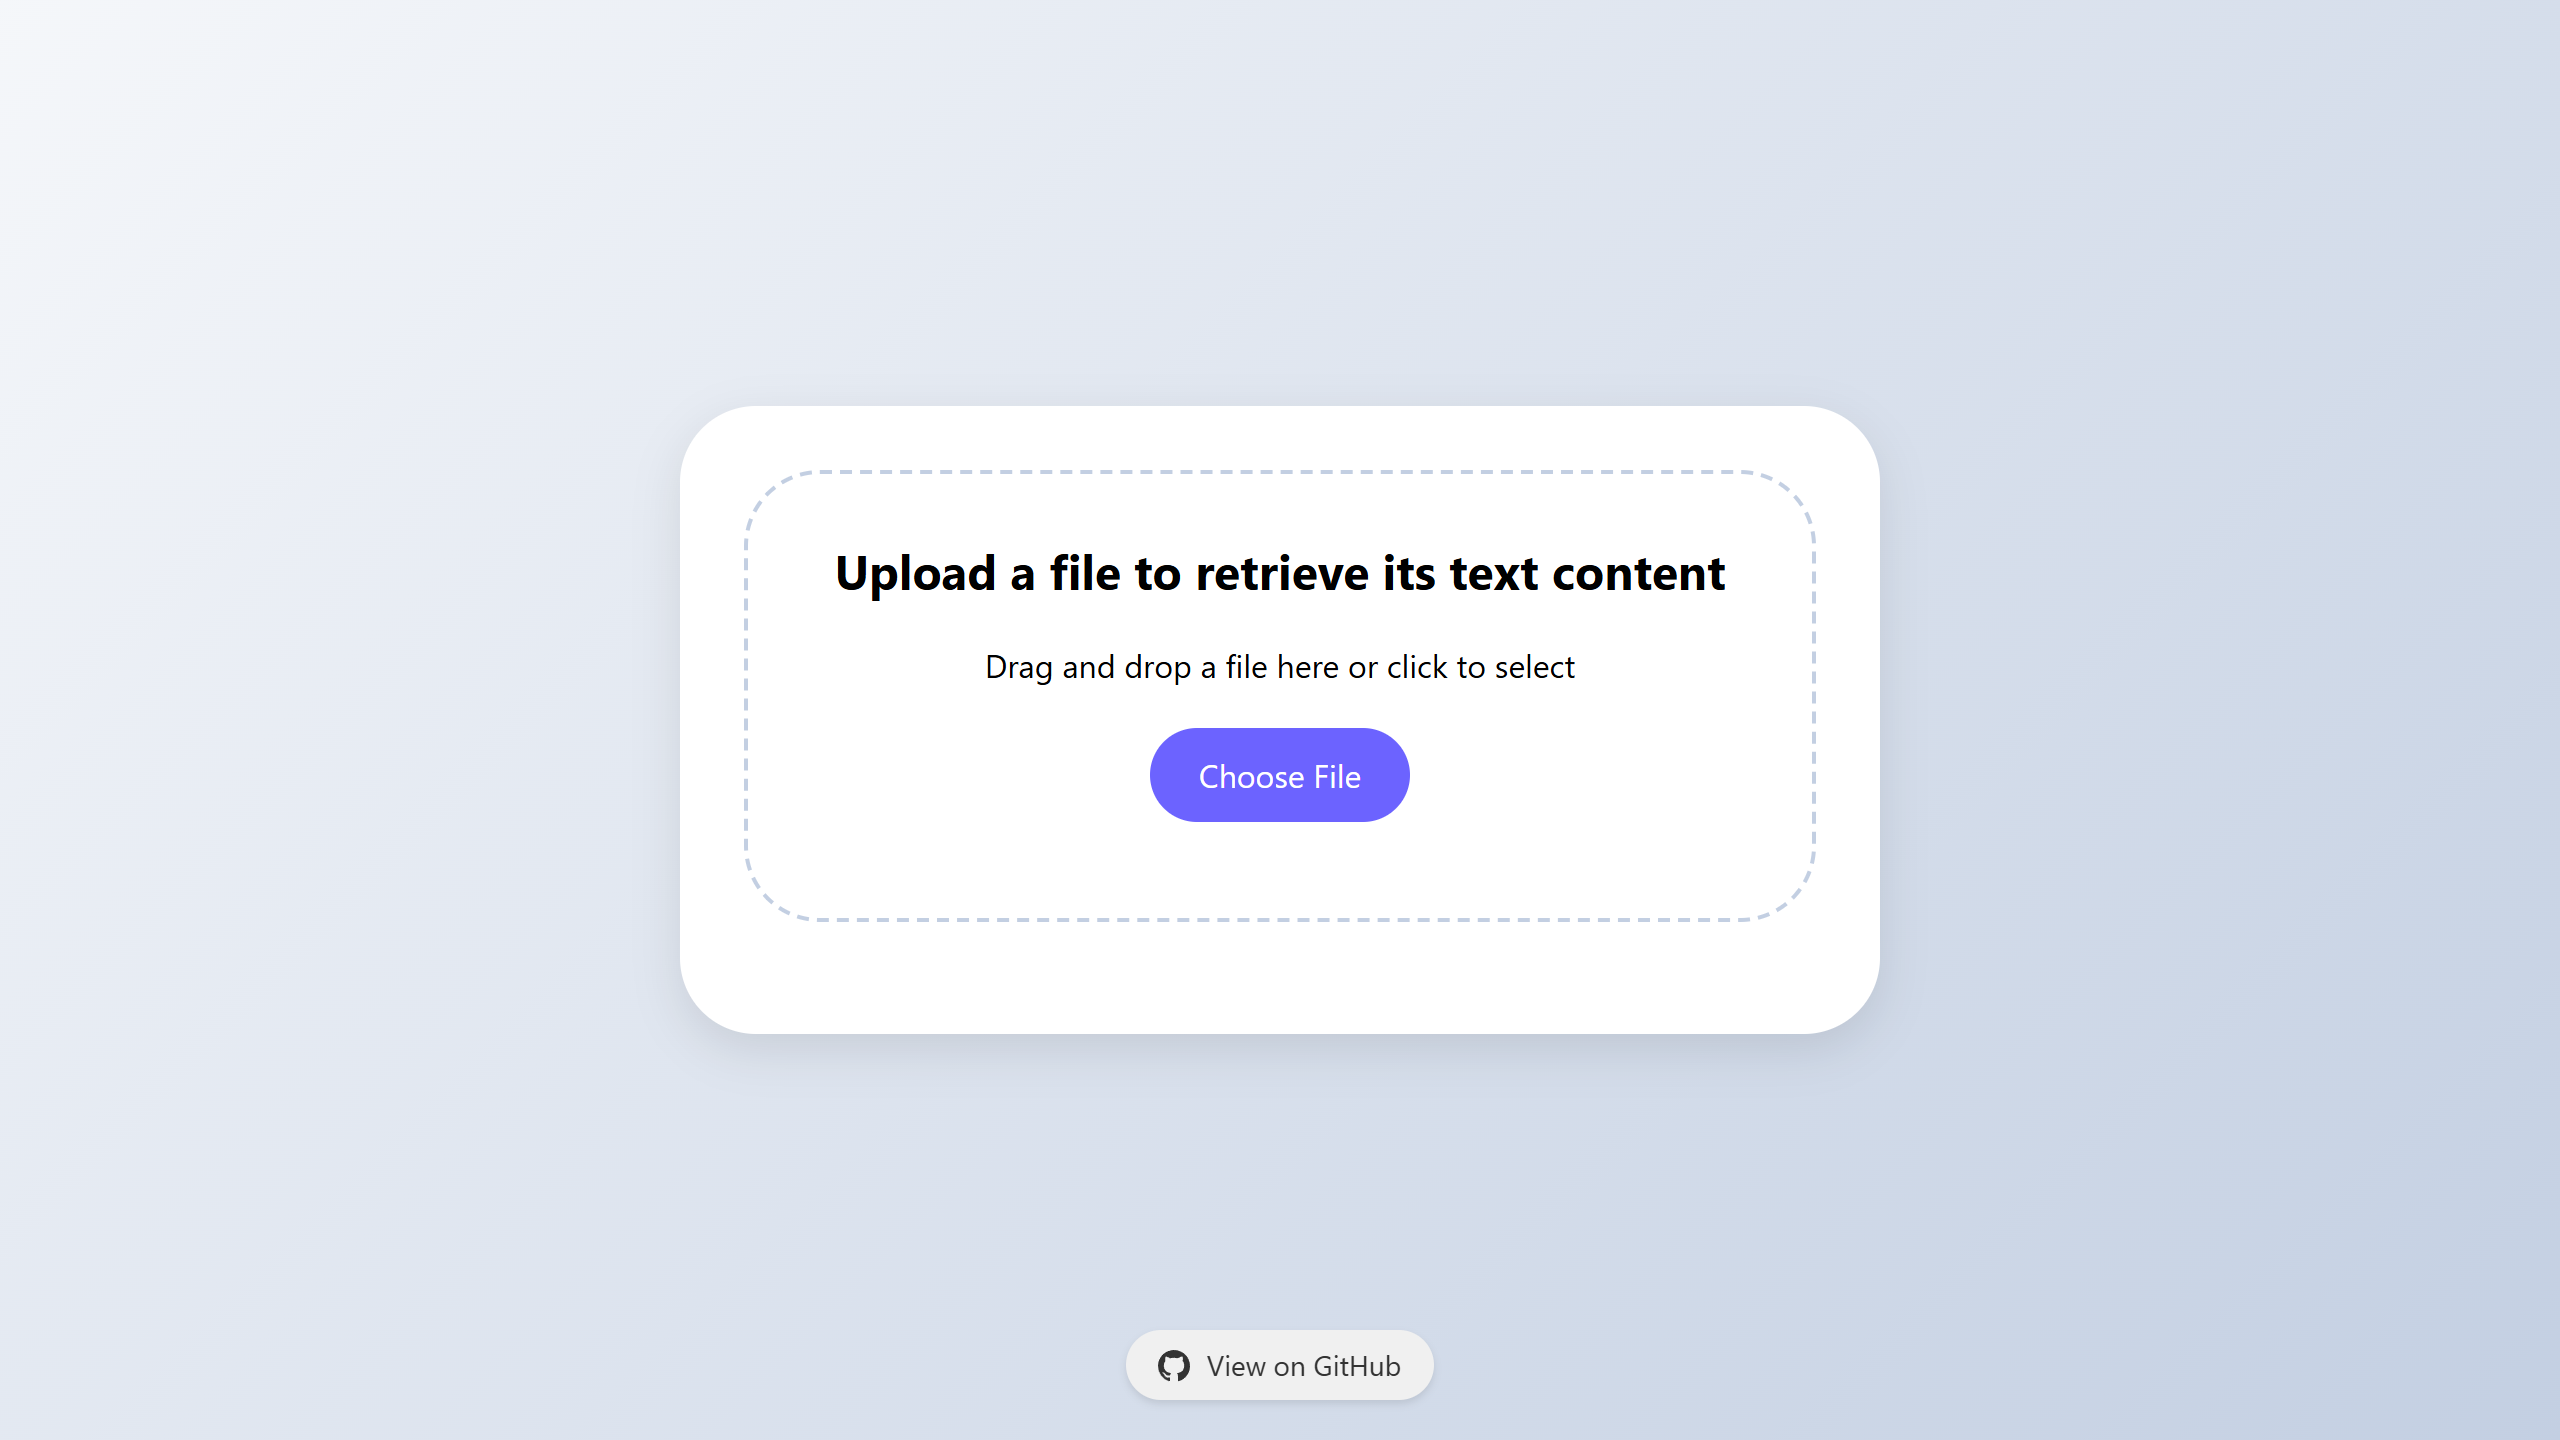 Upload a file to retrieve its text content
Drag and drop a file here or click to select
Choose File
View on GitHub